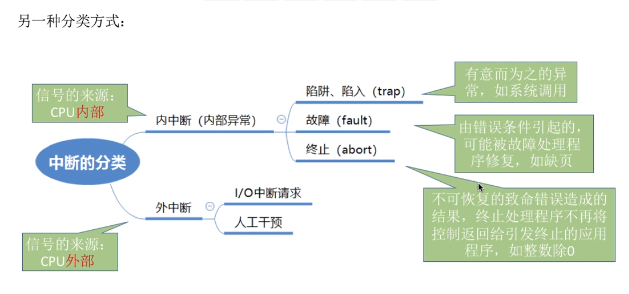 另一种分类方式：
信号的来源：
CPU内部
有意而为之的异
常，如系统调用
陷阱、陷入（trap）
内中断（内部异常）
故障（fault）
由错误条件引起的，
可能被故障处理程
序修复，如缺页
终止（abort）
中断的分类
I/O中断请求
外中断
人工干预
不可恢复的致命错误造成的
结果，终止处理程序不再将
控制返回给引发终止的应用
程序，如整数除0
信号的来源：
CPU外部